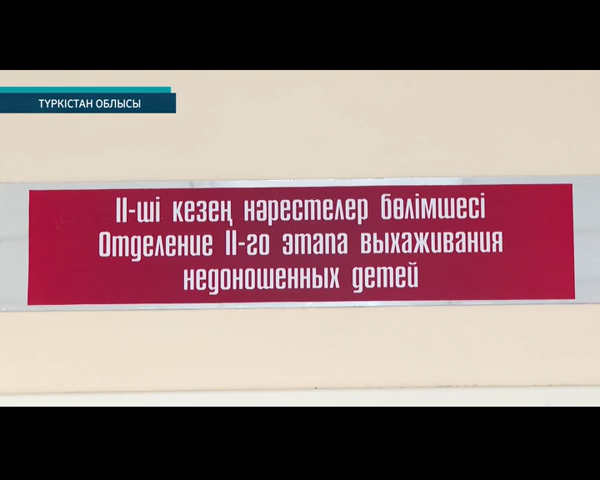 ТҮРКІСТАН ОБЛЫСЫ
ІІ-ші кезең нәрестелер бөлімшесі
Отделение ІІ-го этапа выхаживания
недоношенных детей